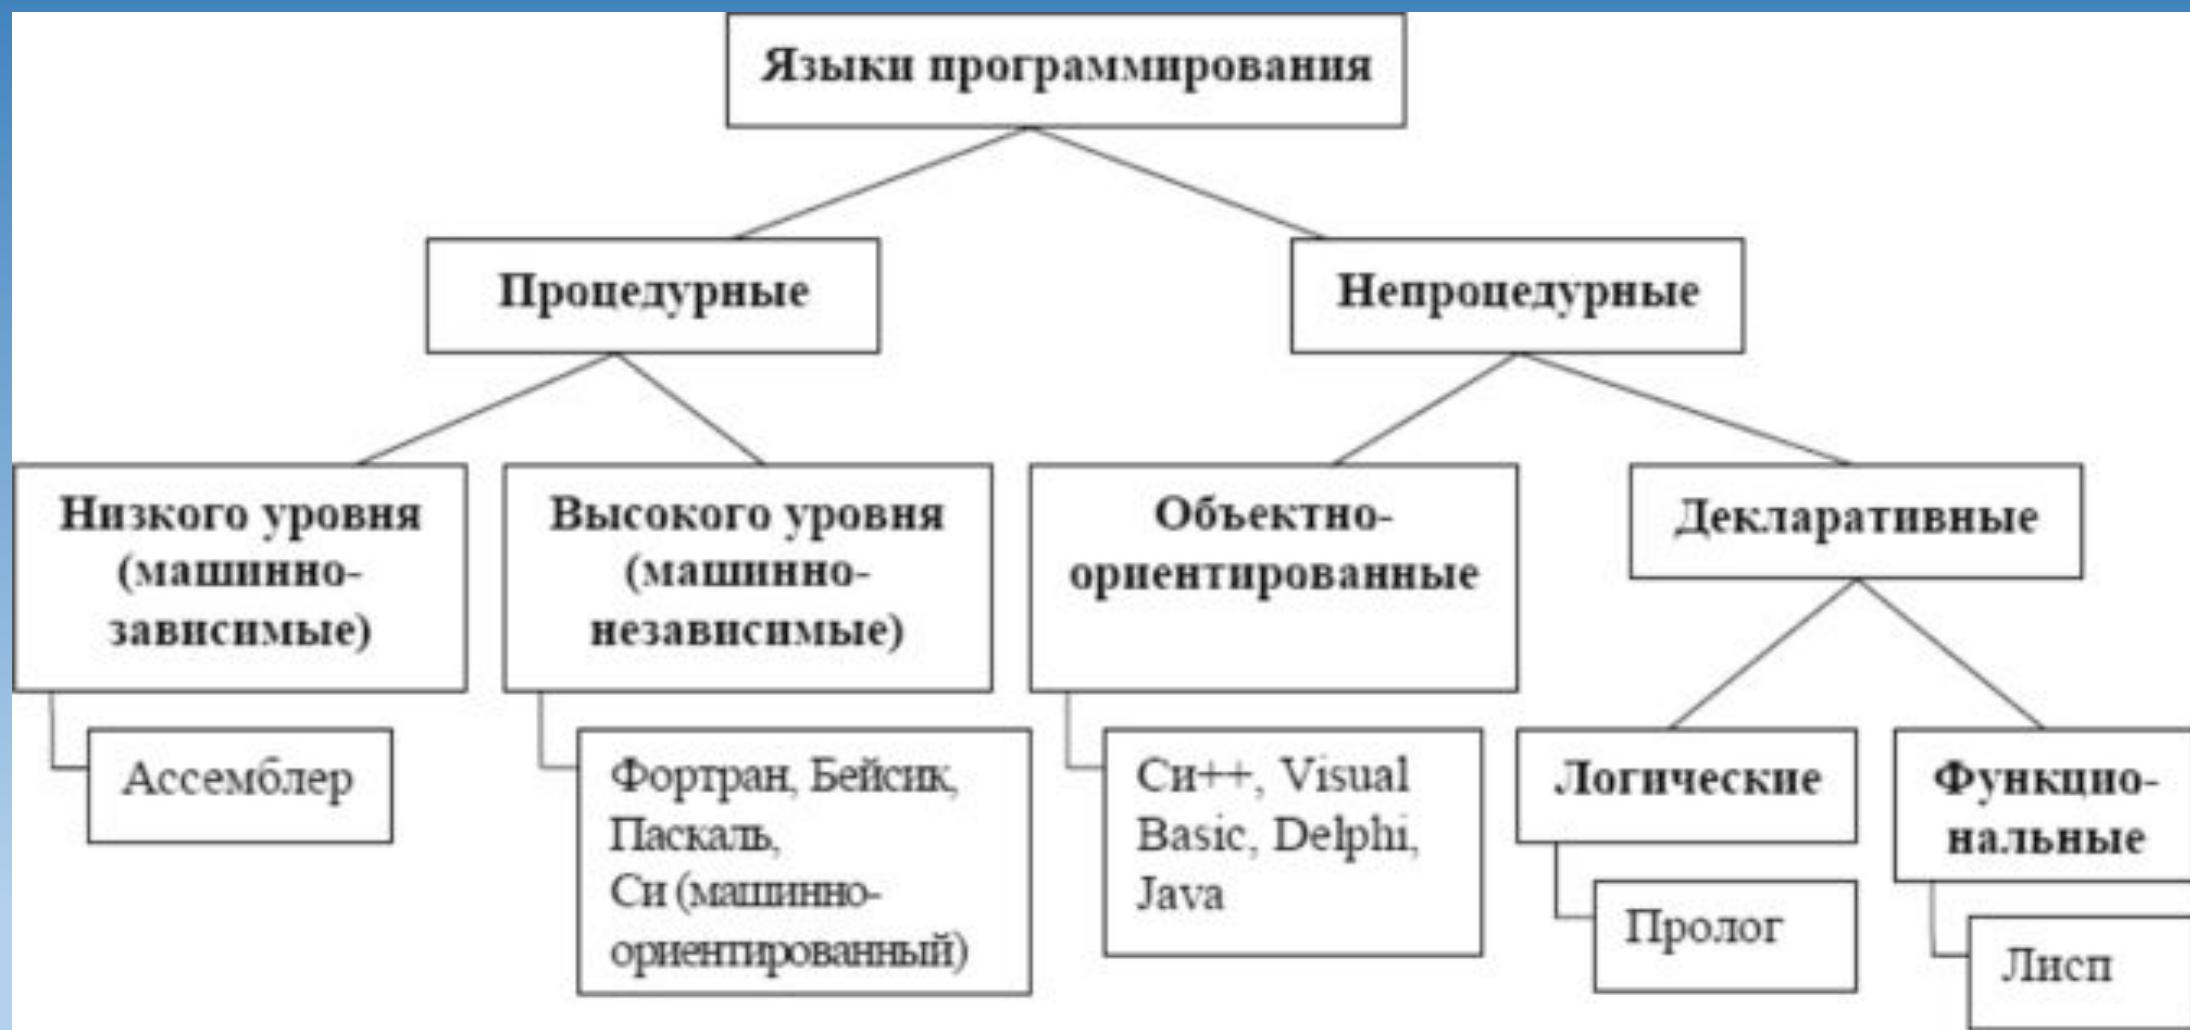 Языки программирования
Процедурные
Непроцедурные
Низкого уровня
(машинно-
зависимые)
Высокого уровня
(машинно-
независимые)
Объектно-
ориентированные
Декларативные
Ассемблер
Фортран, Бейсик,
Паскаль,
Си (машинно-
ориентированный)
Си++, Visual
Basic, Delphi,
Java
Логические
Пролог
Функцио-
нальные
Лисп